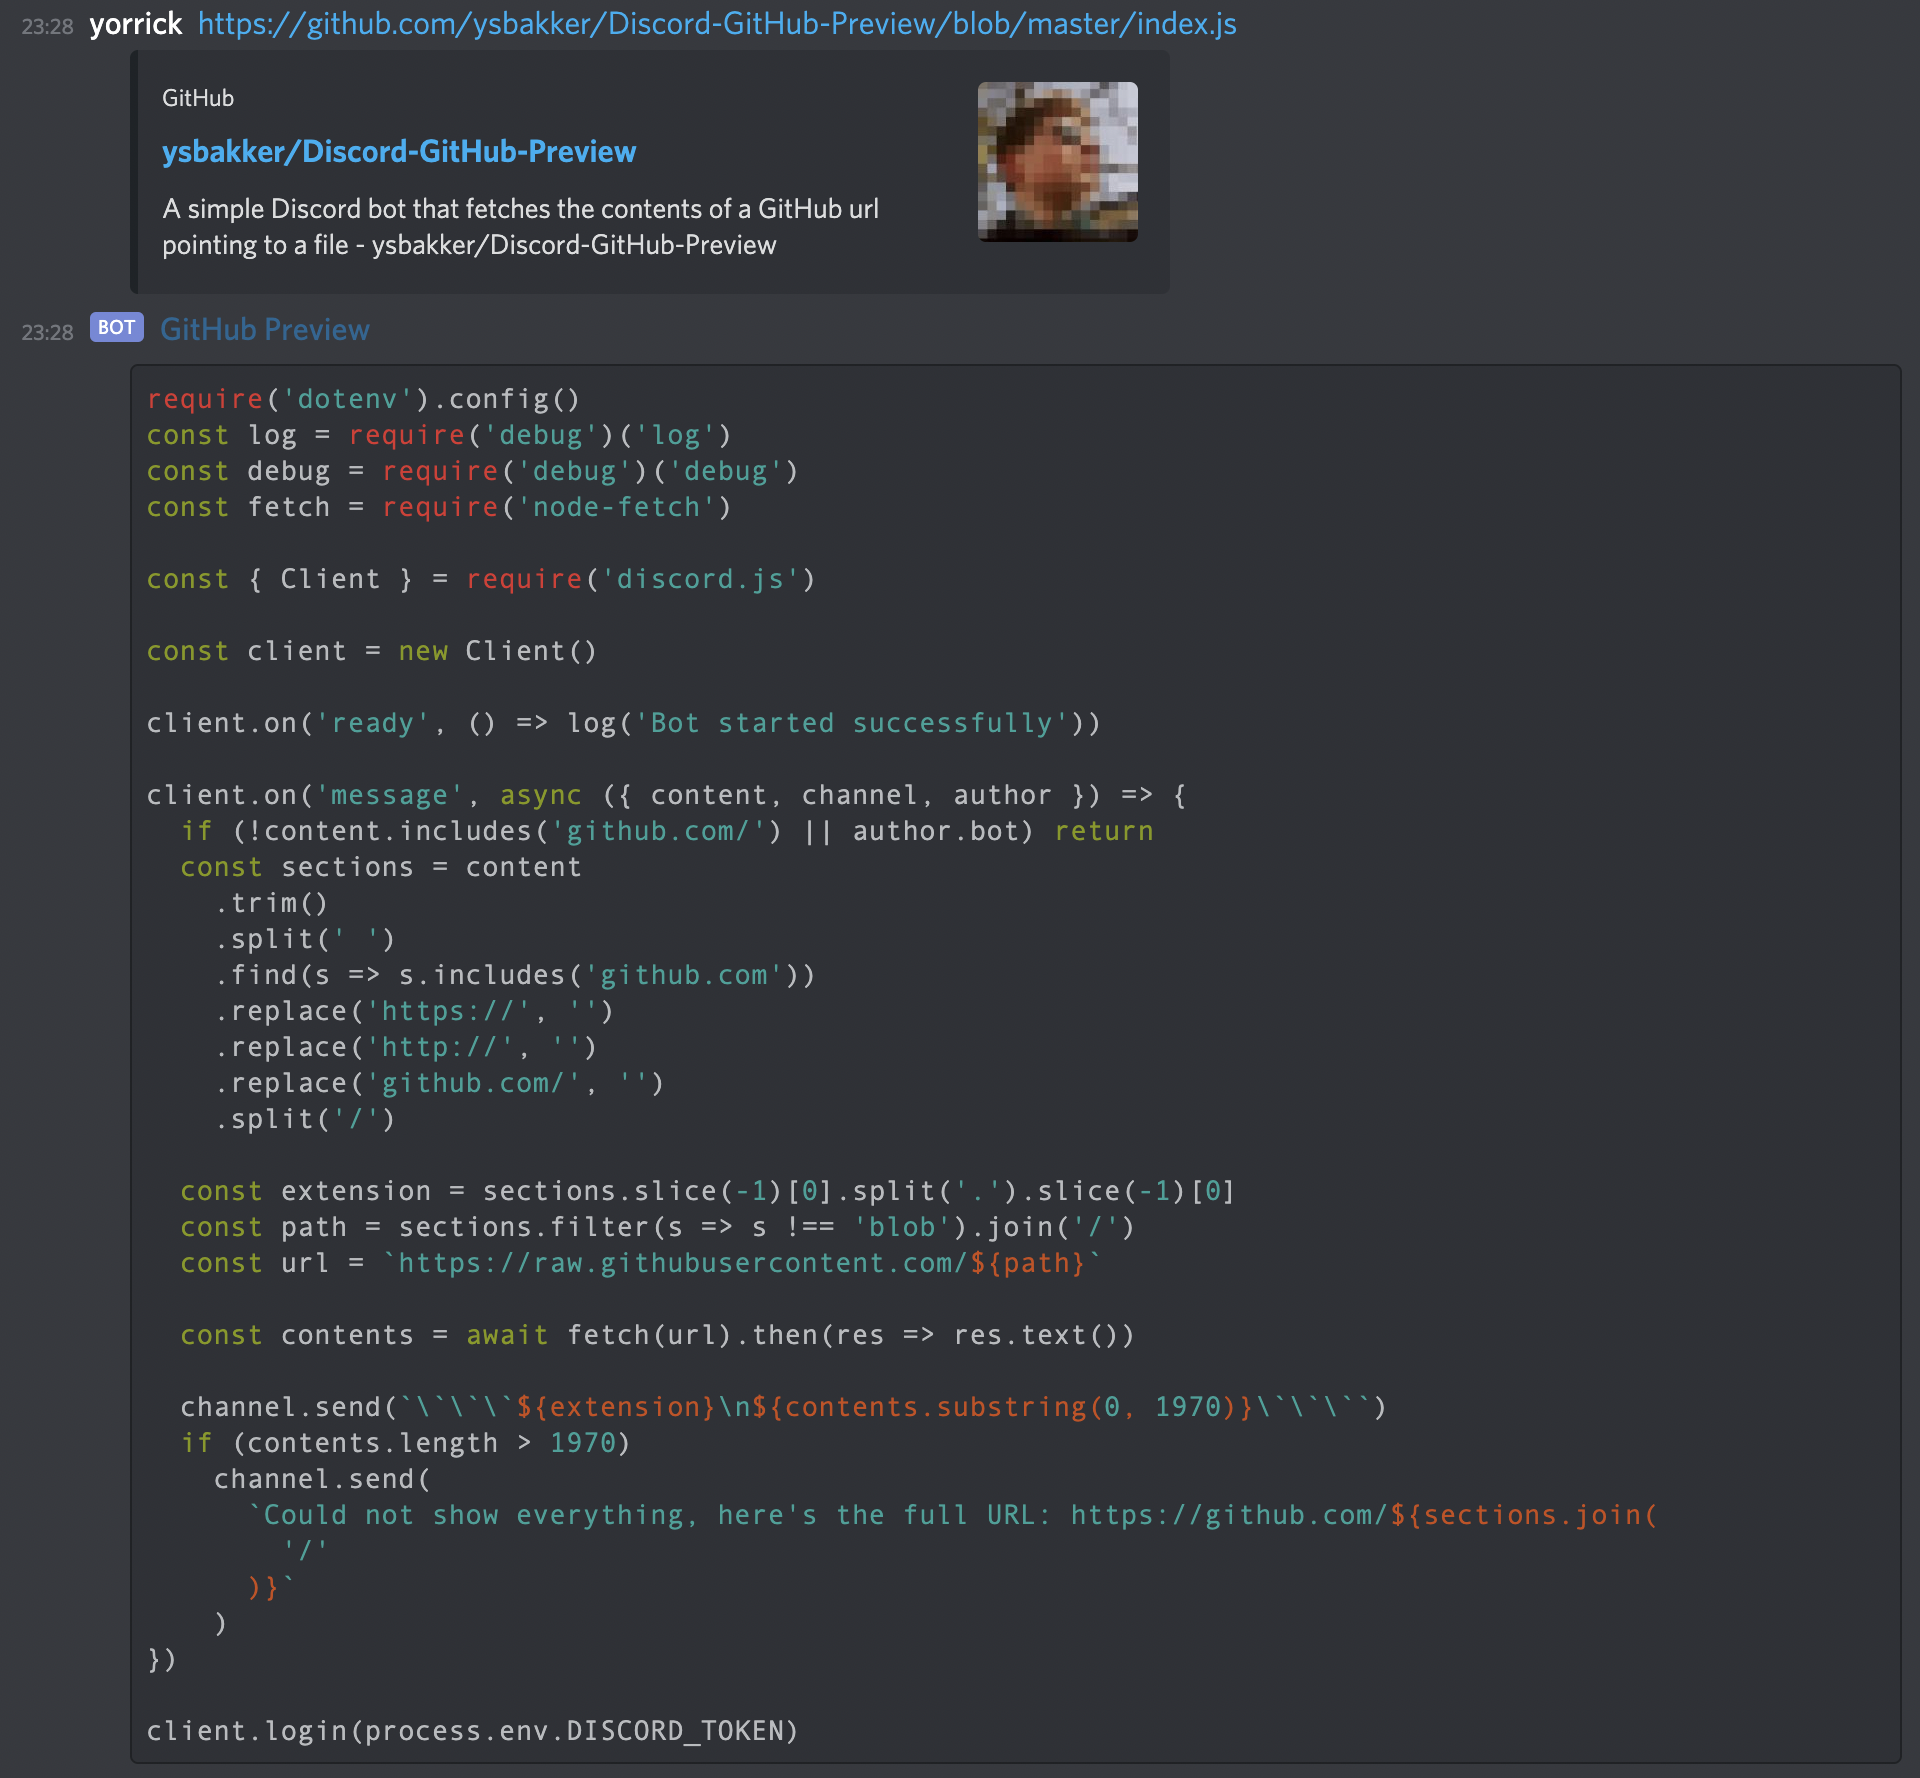 23:28 yorrick https://github.com/ysbakker/Discord-GitHub-Preview/blob/master/index.js
GitHub
ysbakker/Discord-GitHub-Preview
A simple Discord bot that fetches the contents of a GitHub url
pointing to a file - ysbakker/Discord-GitHub-Preview
23:28 BOT GitHub Preview
require('dotenv').config()
const log = require('debug')('log')
const debug = require('debug')('debug')
const fetch = require('node-fetch')

const { Client } = require('discord.js')

const client = new Client()

client.on('ready', () => log('Bot started successfully'))

client.on('message', async ({ content, channel, author }) => {
  if (!content.includes('github.com/') || author.bot) return
  const sections = content
    .trim()
    .split(' ')
    .find(s => s.includes('github.com'))
    .replace('https://', '')
    .replace('http://', '')
    .replace('github.com/', '')
    .split('/')

  const extension = sections.slice(-1)[0].split('.').slice(-1)[0]
  const path = sections.filter(s => s !== 'blob').join('/')
  const url = `https://raw.githubusercontent.com/${path}`

  const contents = await fetch(url).then(res => res.text())

  channel.send(`\`\`\`${extension}\n${contents.substring(0, 1970)}\`\`\``)
  if (contents.length > 1970)
    channel.send(
      `Could not show everything, here's the full URL: https://github.com/${sections.join(
        '/'
      )}`
    )
})

client.login(process.env.DISCORD_TOKEN)